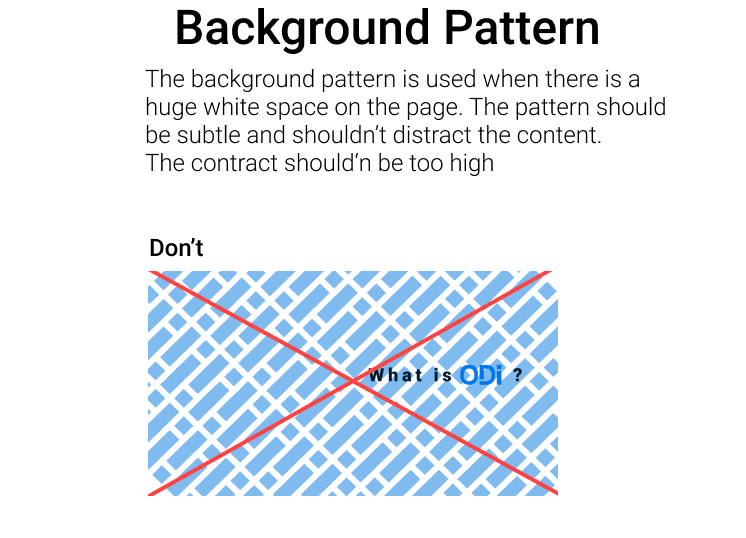 Background Pattern
The background pattern is used when there is a
huge white space on the page. The pattern should
be subtle and shouldn’t distract the content.
The contract should‘n be too high
Don’t
What is ODi ?